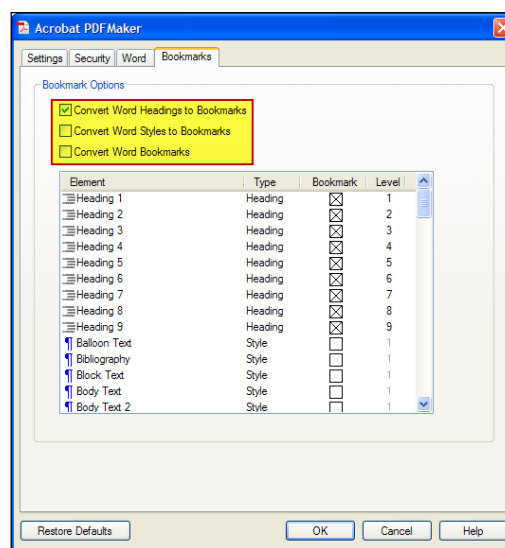 Acrobat PDFMaker
Settings Security Word Bookmarks
Bookmark Options
Convert Word Headings to Bookmarks
Convert Word Styles to Bookmarks
Convert Word Bookmarks
Element Type Bookmark Level
Heading 1 Heading 1
Heading 2 Heading 2
Heading 3 Heading 3
Heading 4 Heading 4
Heading 5 Heading 5
Heading 6 Heading 6
Heading 7 Heading 7
Heading 8 Heading 8
Heading 9 Heading 9
¶ Balloon Text Style 1
¶ Bibliography Style 1
¶ Block Text Style 1
¶ Body Text Style 1
¶ Body Text 2 Style 1
Restore Defaults OK Cancel Help